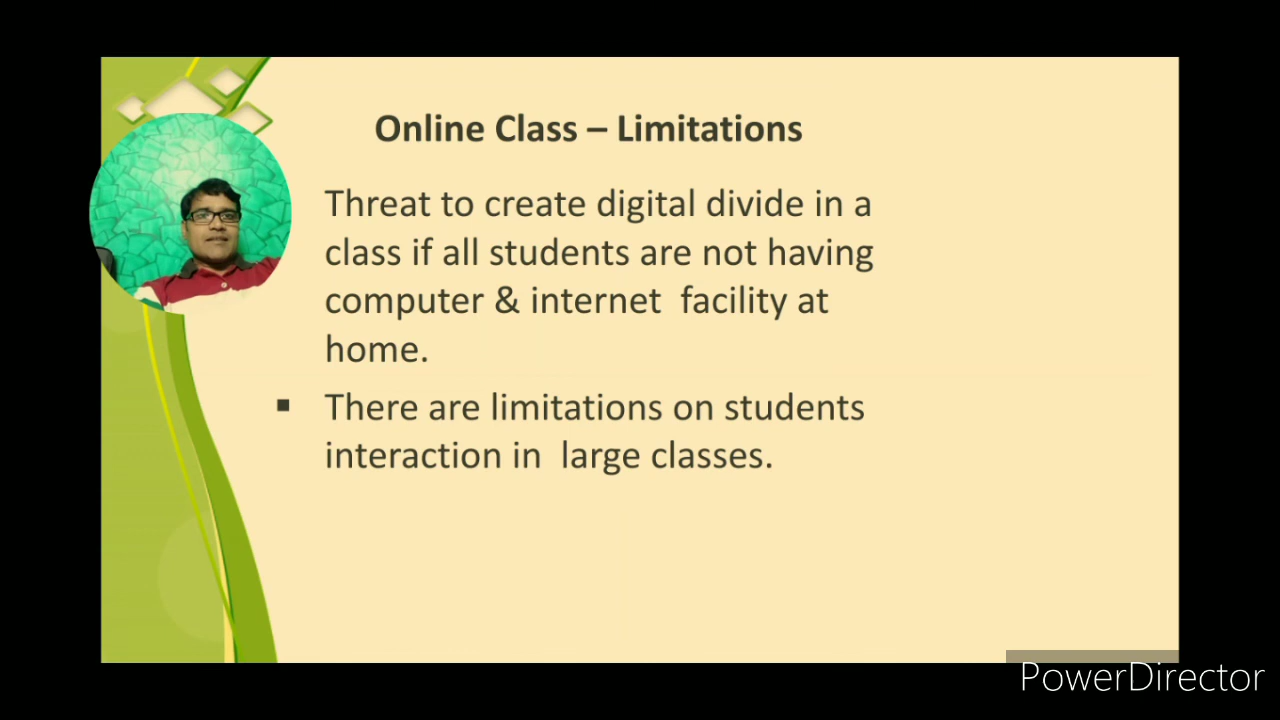 Online Class – Limitations
Threat to create digital divide in a
class if all students are not having
computer & internet  facility at
home.
▪ There are limitations on students
interaction in  large classes.
PowerDirector